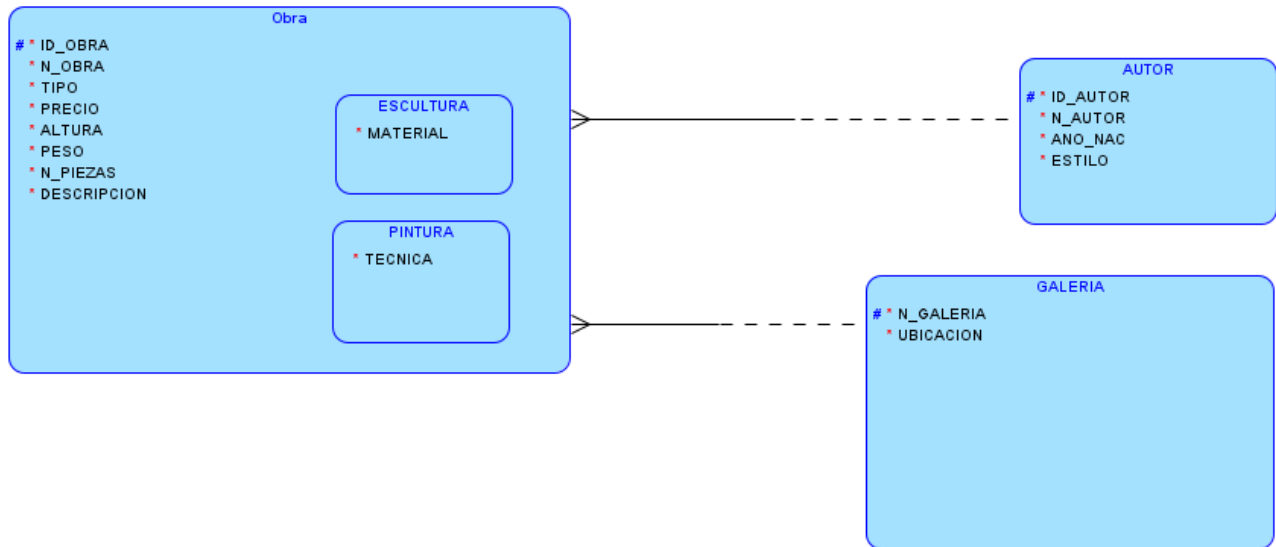 Obra
# * ID_OBRA
* N_OBRA
* TIPO
* PRECIO
* ALTURA
* PESO
* N_PIEZAS
* DESCRIPCION
ESCULTURA
* MATERIAL
PINTURA
* TECNICA
AUTOR
# * ID_AUTOR
* N_AUTOR
* ANO_NAC
* ESTILO
GALERIA
# * N_GALERIA
* UBICACION